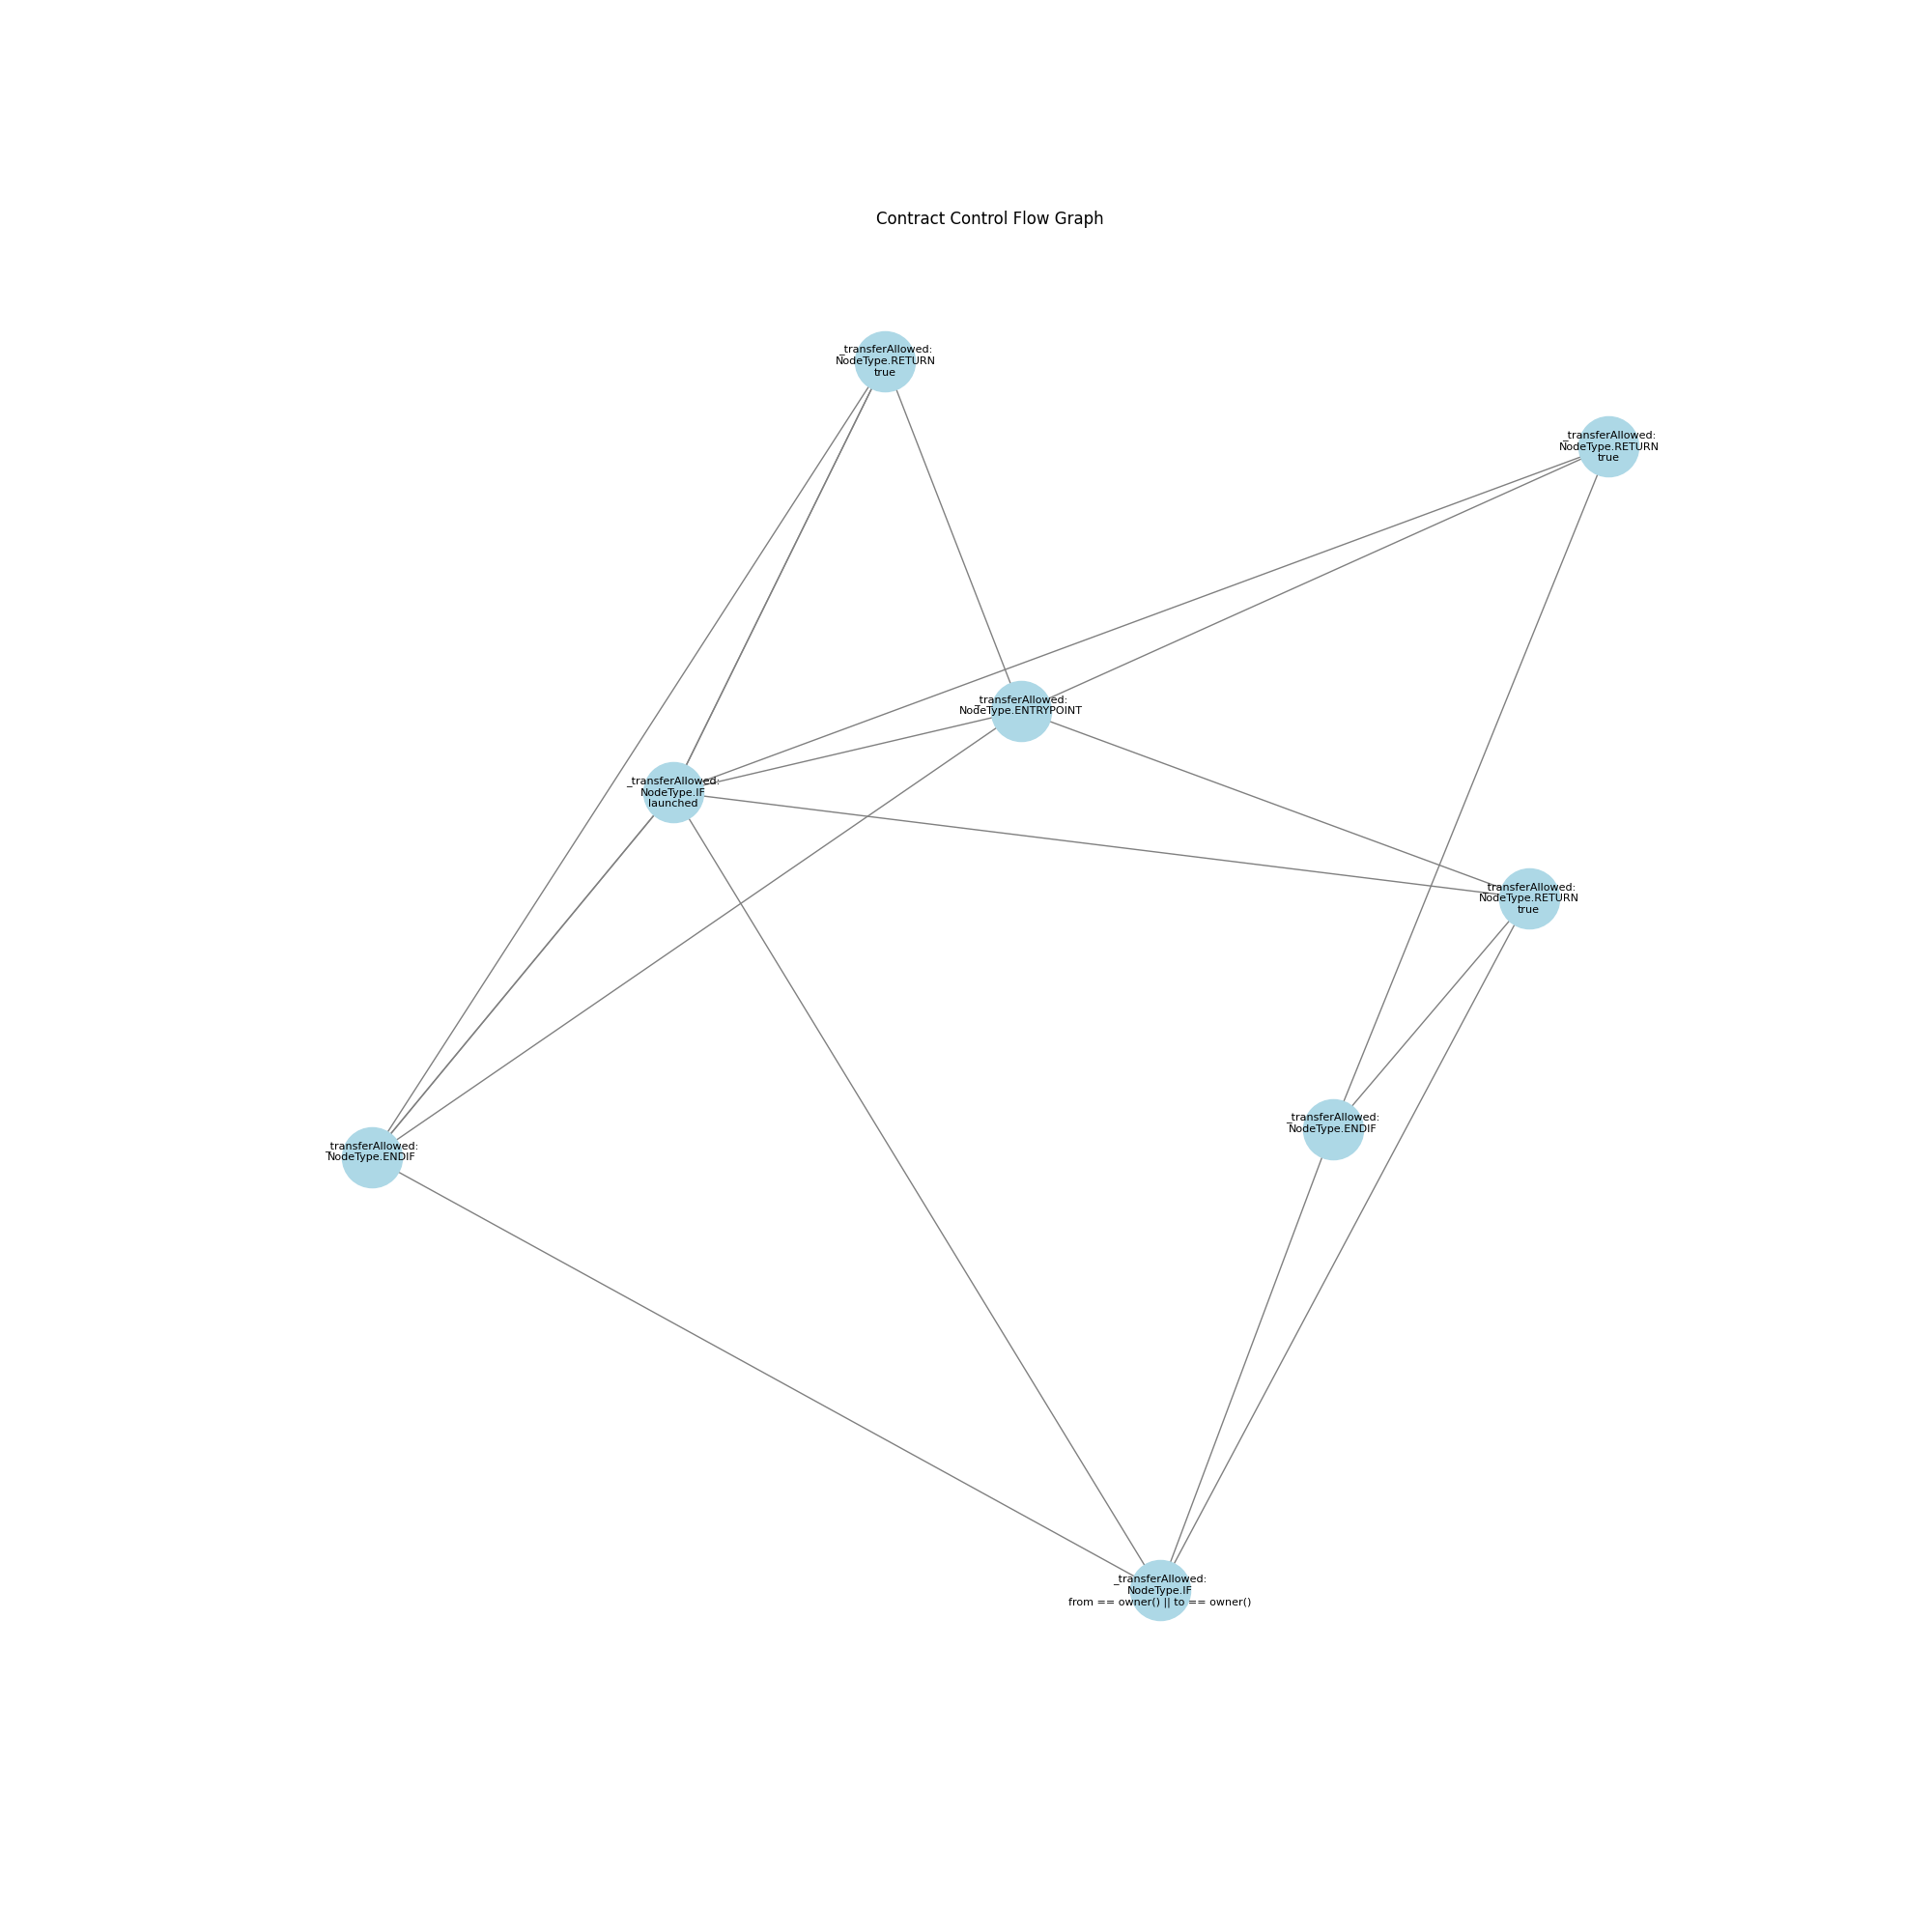 Contract Control Flow Graph
_transferAllowed:
NodeType.RETURN
true
_transferAllowed:
NodeType.RETURN
true
_transferAllowed:
NodeType.ENTRYPOINT
_transferAllowed:
NodeType.IF
launched
_transferAllowed:
NodeType.RETURN
true
_transferAllowed:
NodeType.ENDIF
_transferAllowed:
NodeType.ENDIF
_transferAllowed:
NodeType.IF
from == owner() || to == owner()